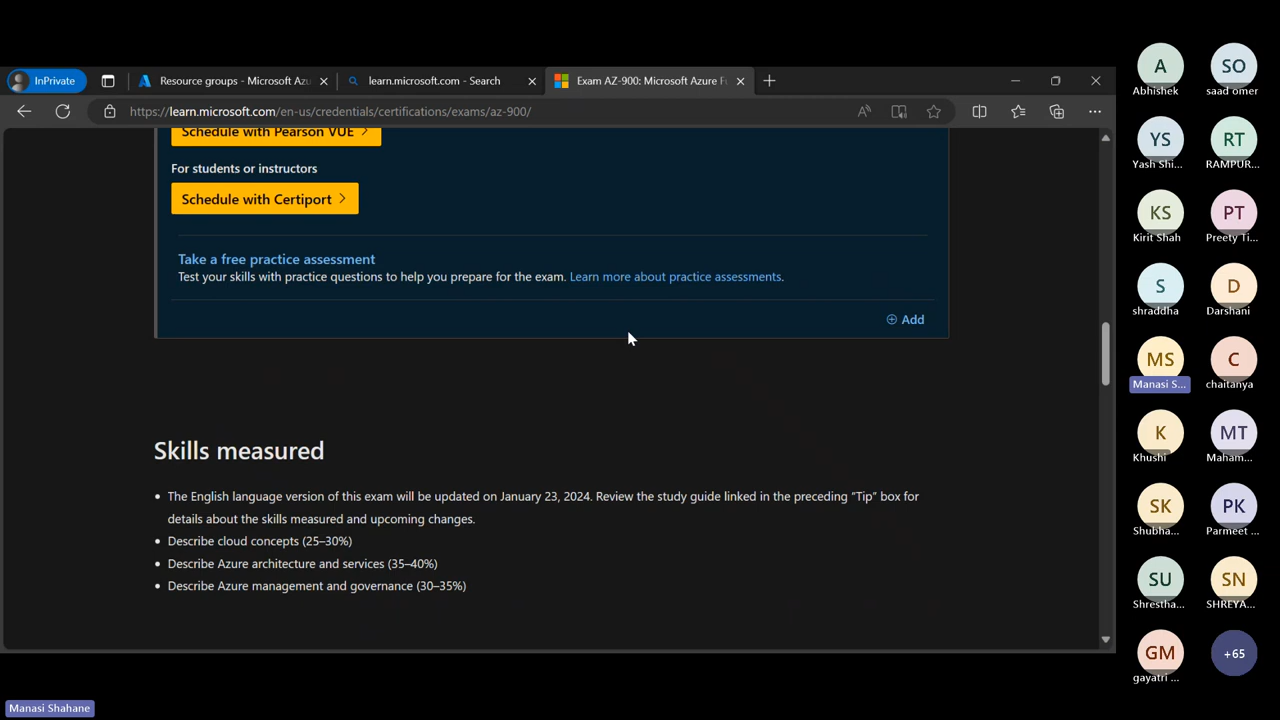 InPrivate
Resource groups - Microsoft Azu
learn.microsoft.com - Search
Exam AZ-900: Microsoft Azure F
https://learn.microsoft.com/en-us/credentials/certifications/exams/az-900/
Schedule with Pearson VUE
For students or instructors
Schedule with Certiport
Take a free practice assessment
Test your skills with practice questions to help you prepare for the exam. Learn more about practice assessments.
Add
Skills measured
• The English language version of this exam will be updated on January 23, 2024. Review the study guide linked in the preceding “Tip” box for
details about the skills measured and upcoming changes.
• Describe cloud concepts (25–30%)
• Describe Azure architecture and services (35–40%)
• Describe Azure management and governance (30–35%)
A
Abhishek
SO
saad omer
YS
Yash Shi...
RT
RAMPUR...
KS
Kirit Shah
PT
Preety Ti...
S
shraddha
D
Darshani
MS
Manasi S...
C
chaitanya
K
Khushi
MT
Maham...
SK
Shubha...
PK
Parmeet ...
SU
Shrestha...
SN
SHREYA...
GM
gayatri ...
+65
Manasi Shahane